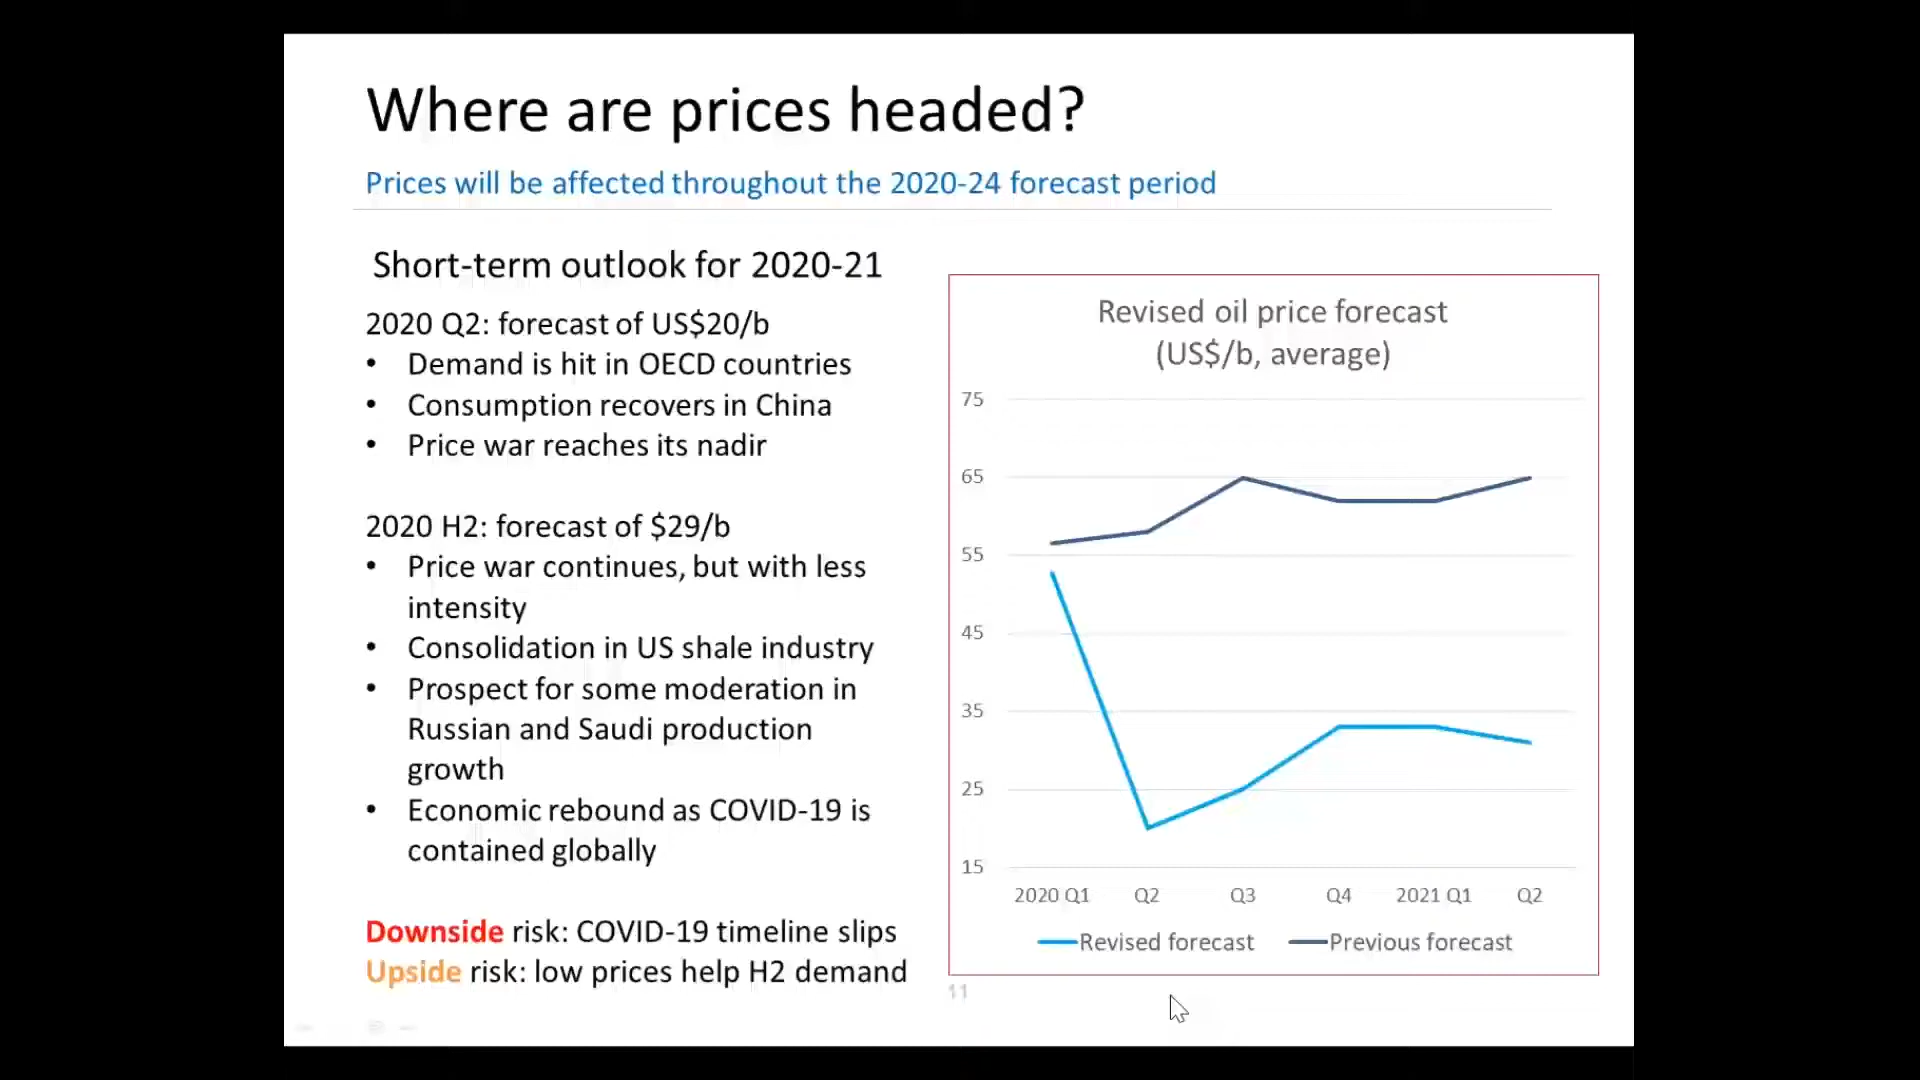 Where are prices headed?
Prices will be affected throughout the 2020-24 forecast period
Short-term outlook for 2020-21
2020 Q2: forecast of US$20/b
• Demand is hit in OECD countries
• Consumption recovers in China
• Price war reaches its nadir
2020 H2: forecast of $29/b
• Price war continues, but with less
intensity
• Consolidation in US shale industry
• Prospect for some moderation in
Russian and Saudi production
growth
• Economic rebound as COVID-19 is
contained globally
Downside risk: COVID-19 timeline slips
Upside risk: low prices help H2 demand
Revised oil price forecast
(US$/b, average)
75
65
55
45
35
25
15
2020 Q1 Q2 Q3 Q4 2021 Q1 Q2
Revised forecast Previous forecast
11